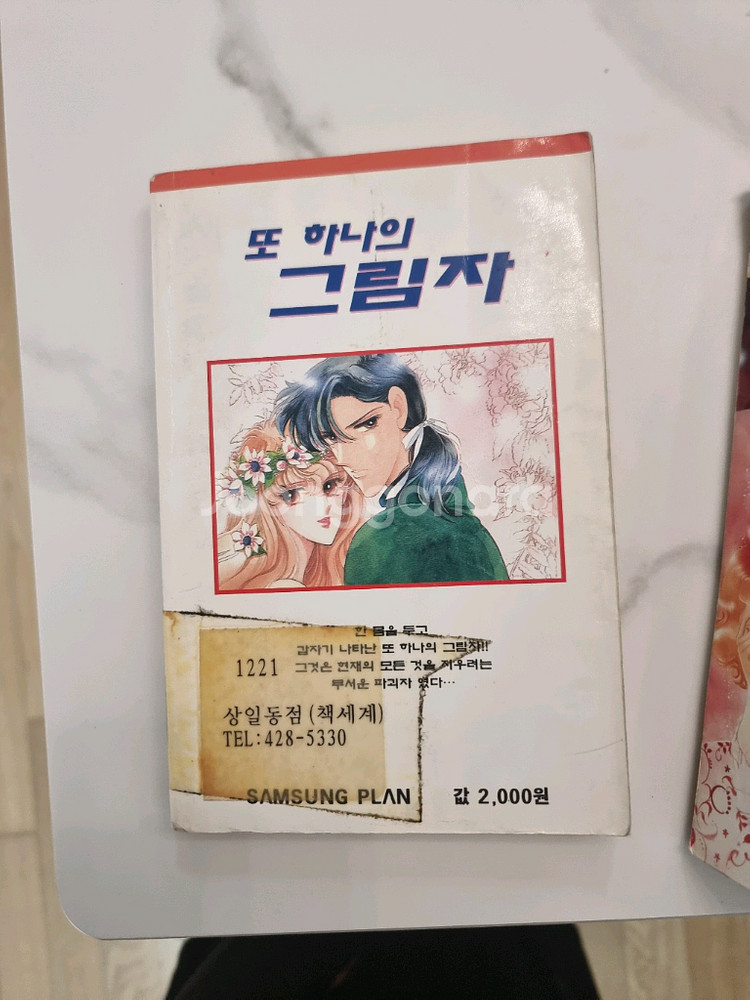 또 하나의
그림자
joonggonara
한 몸을 두고
갑자기 나타난 또 하나의 그림자!!
1221 그것은 현재의 모든 것을 지우려는
무서운 파괴자 였다…
상일동점(책세계)
TEL:428-5330
SAMSUNG PLAN 값 2,000원